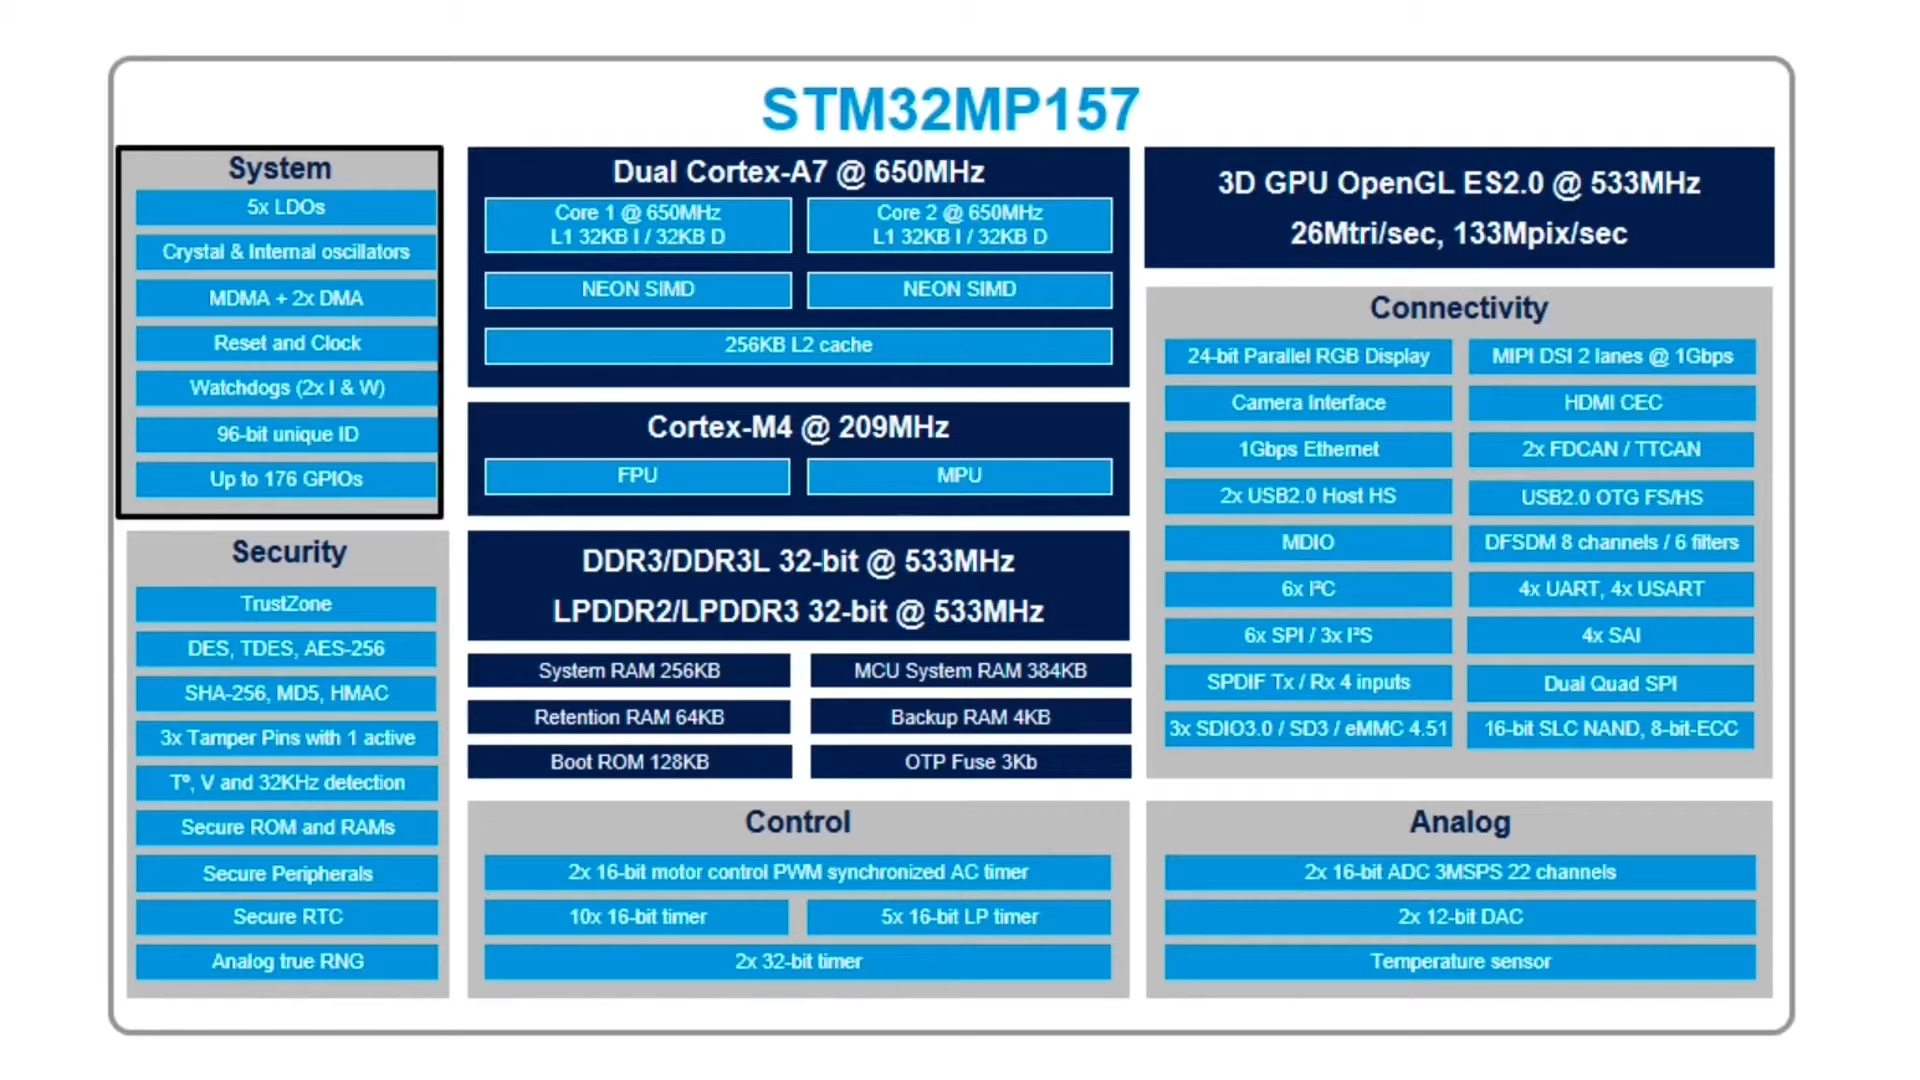 STM32MP157
System
5x LDOs
Crystal & Internal oscillators
MDMA + 2x DMA
Reset and Clock
Watchdogs (2x I & W)
96-bit unique ID
Up to 176 GPIOs
Security
TrustZone
DES, TDES, AES-256
SHA-256, MD5, HMAC
3x Tamper Pins with 1 active
Tº, V and 32KHz detection
Secure ROM and RAMs
Secure Peripherals
Secure RTC
Analog true RNG
Dual Cortex-A7 @ 650MHz
Core 1 @ 650MHz
L1 32KB I / 32KB D
Core 2 @ 650MHz
L1 32KB I / 32KB D
NEON SIMD
NEON SIMD
256KB L2 cache
Cortex-M4 @ 209MHz
FPU
MPU
DDR3/DDR3L 32-bit @ 533MHz
LPDDR2/LPDDR3 32-bit @ 533MHz
System RAM 256KB
MCU System RAM 384KB
Retention RAM 64KB
Backup RAM 4KB
Boot ROM 128KB
OTP Fuse 3Kb
Control
2x 16-bit motor control PWM synchronized AC timer
10x 16-bit timer
5x 16-bit LP timer
2x 32-bit timer
3D GPU OpenGL ES2.0 @ 533MHz
26Mtri/sec, 133Mpix/sec
Connectivity
24-bit Parallel RGB Display
MIPI DSI 2 lanes @ 1Gbps
Camera Interface
HDMI CEC
1Gbps Ethernet
2x FDCAN / TTCAN
2x USB2.0 Host HS
USB2.0 OTG FS/HS
MDIO
DFSDM 8 channels / 6 filters
6x I²C
4x UART, 4x USART
6x SPI / 3x I²S
4x SAI
SPDIF Tx / Rx 4 inputs
Dual Quad SPI
3x SDIO3.0 / SD3 / eMMC 4.51
16-bit SLC NAND, 8-bit-ECC
Analog
2x 16-bit ADC 3MSPS 22 channels
2x 12-bit DAC
Temperature sensor